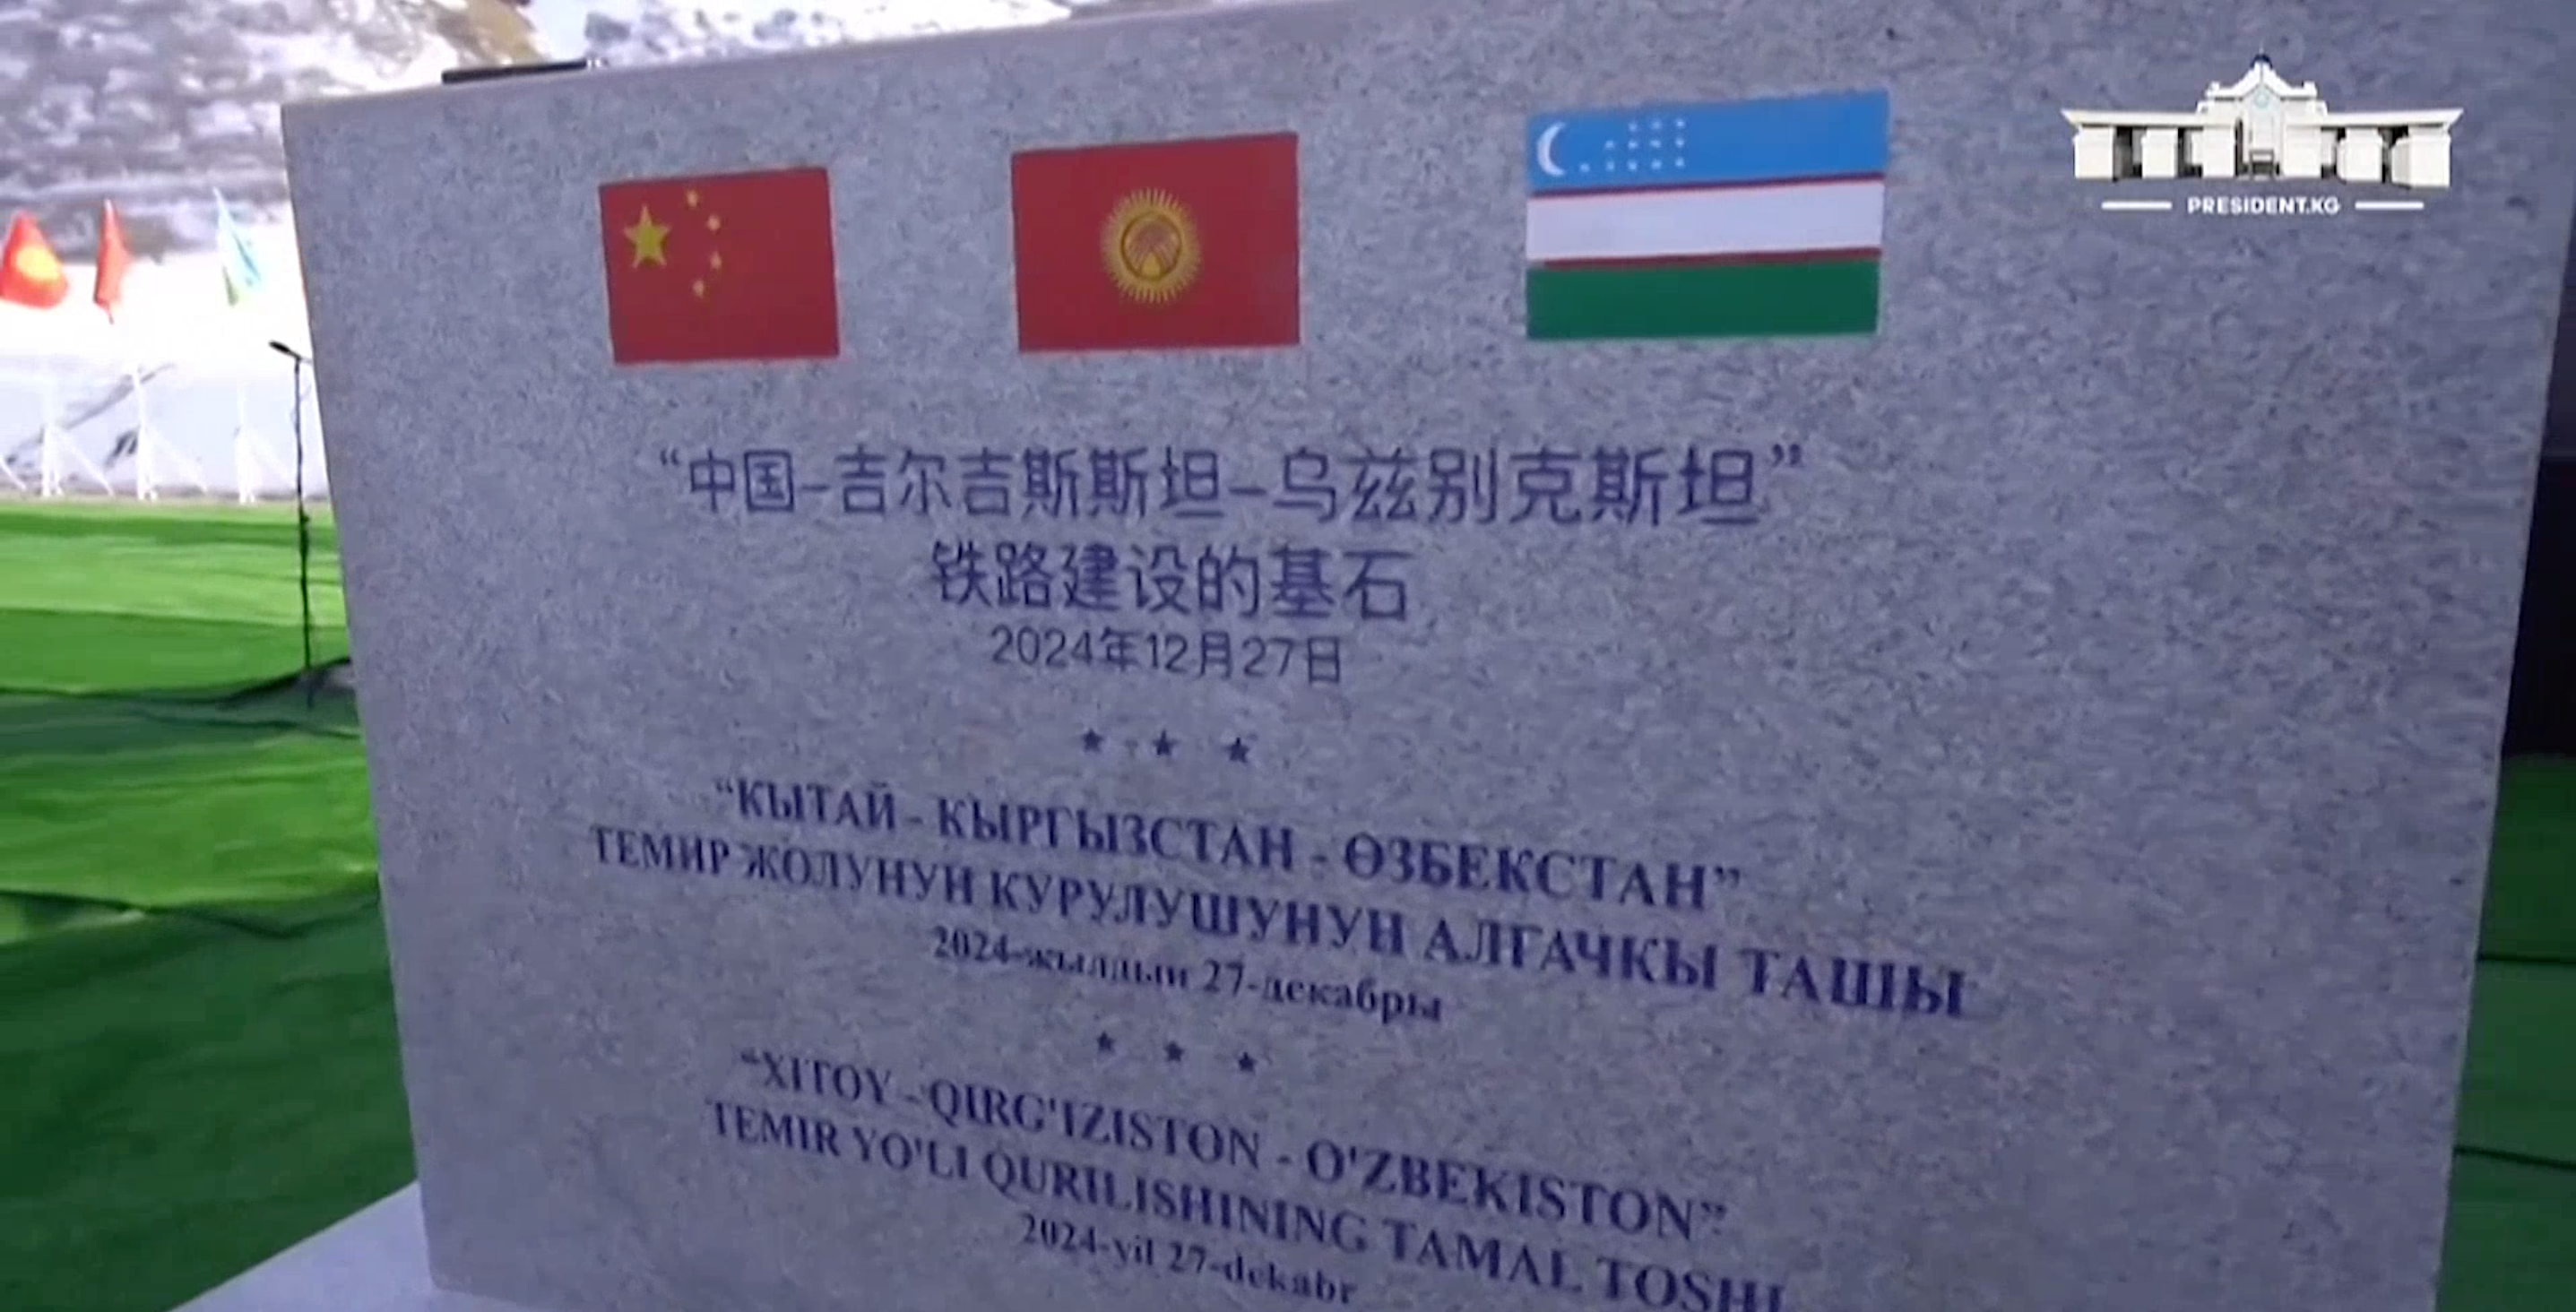 PRESIDENT.KG
“中国-吉尔吉斯斯坦-乌兹别克斯坦”
铁路建设的基石
2024年12月27日
★ ★ ★
“КЫТАЙ - КЫРГЫЗСТАН - ӨЗБЕКСТАН”
ТЕМИР ЖОЛУНУН КУРУЛУШУНУН АЛГАЧКЫ ТАШЫ
2024-жылдын 27-декабры
★ ★ ★
“XITOY - QIRG'IZISTON - O'ZBEKISTON”
TEMIR YO'LI QURILISHINING TAMAL TOSHI
2024-yil 27-dekabr